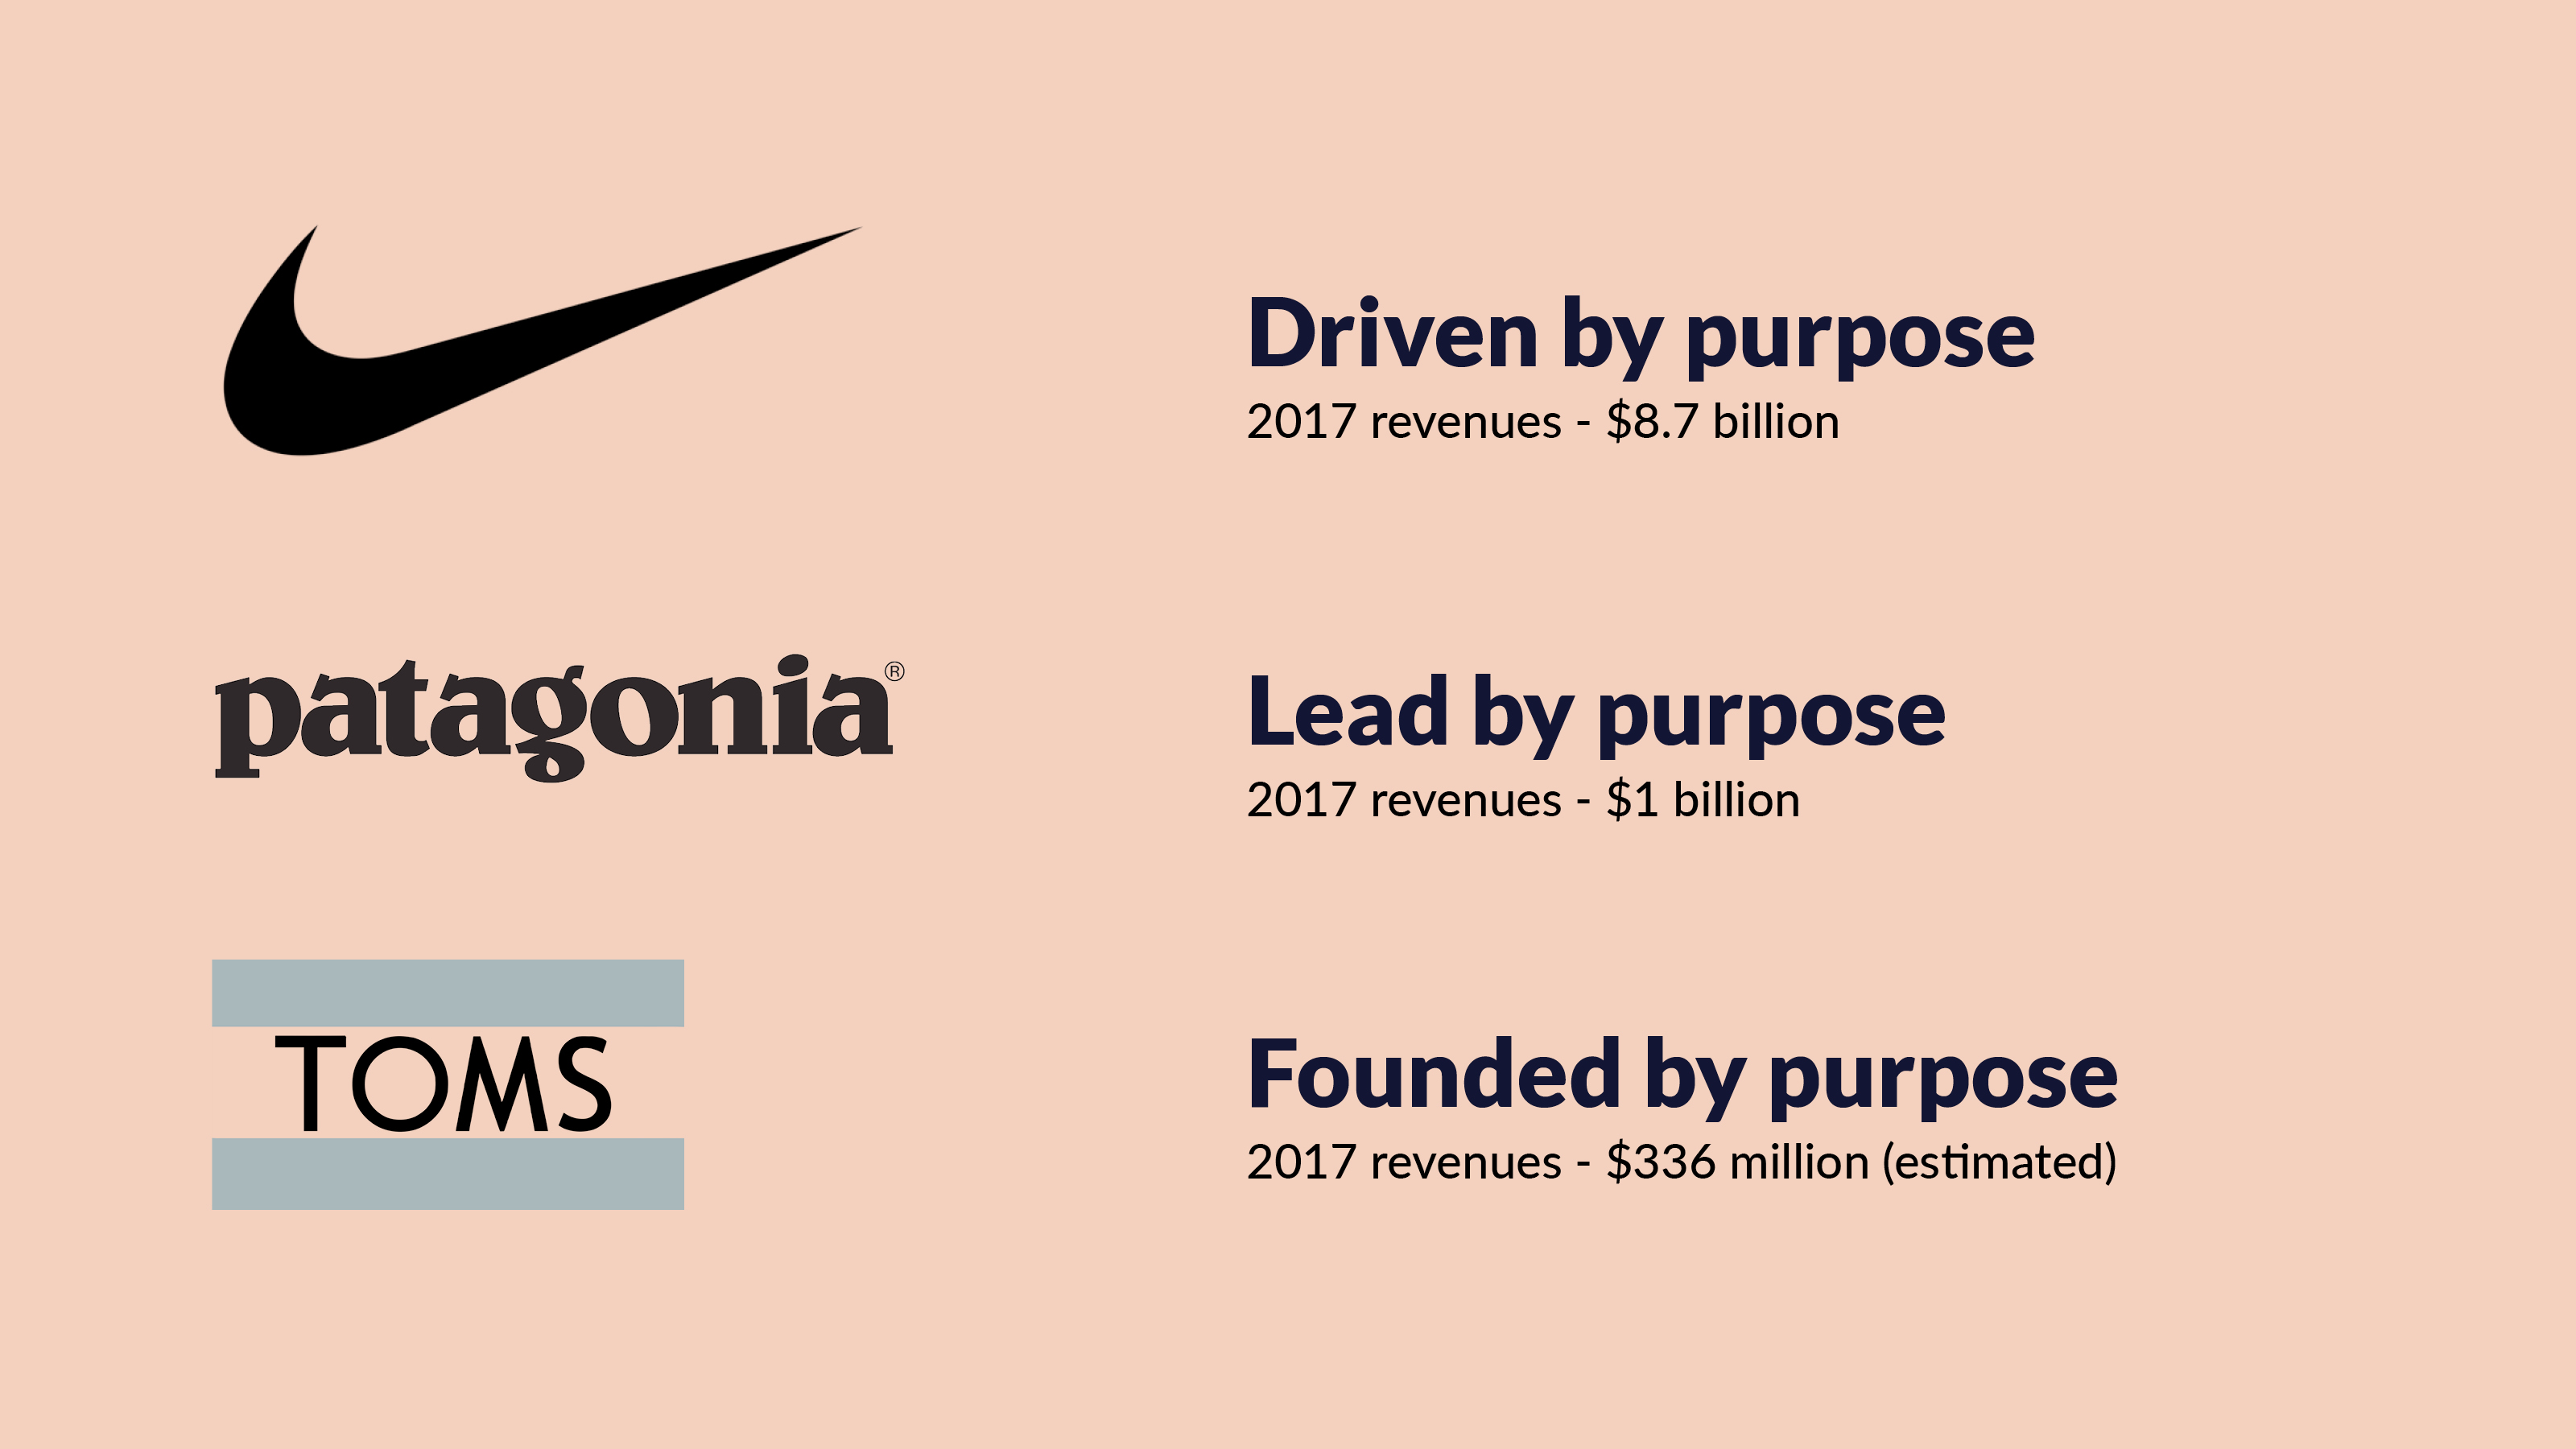 Driven by purpose
2017 revenues - $8.7 billion
patagonia®
Lead by purpose
2017 revenues - $1 billion
TOMS
Founded by purpose
2017 revenues - $336 million (estimated)